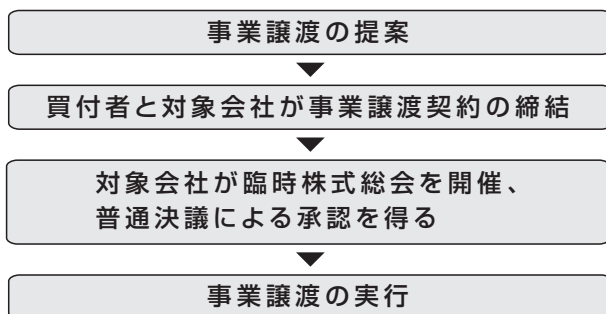 事業譲渡の提案
買付者と対象会社が事業譲渡契約の締結
対象会社が臨時株式総会を開催、
普通決議による承認を得る
事業譲渡の実行